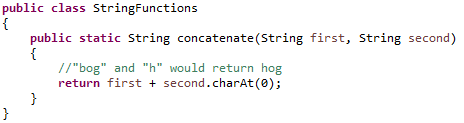 public class StringFunctions
{
    public static String concatenate(String first, String second)
    {
        //"bog" and "h" would return hog
        return first + second.charAt(0);
    }
}